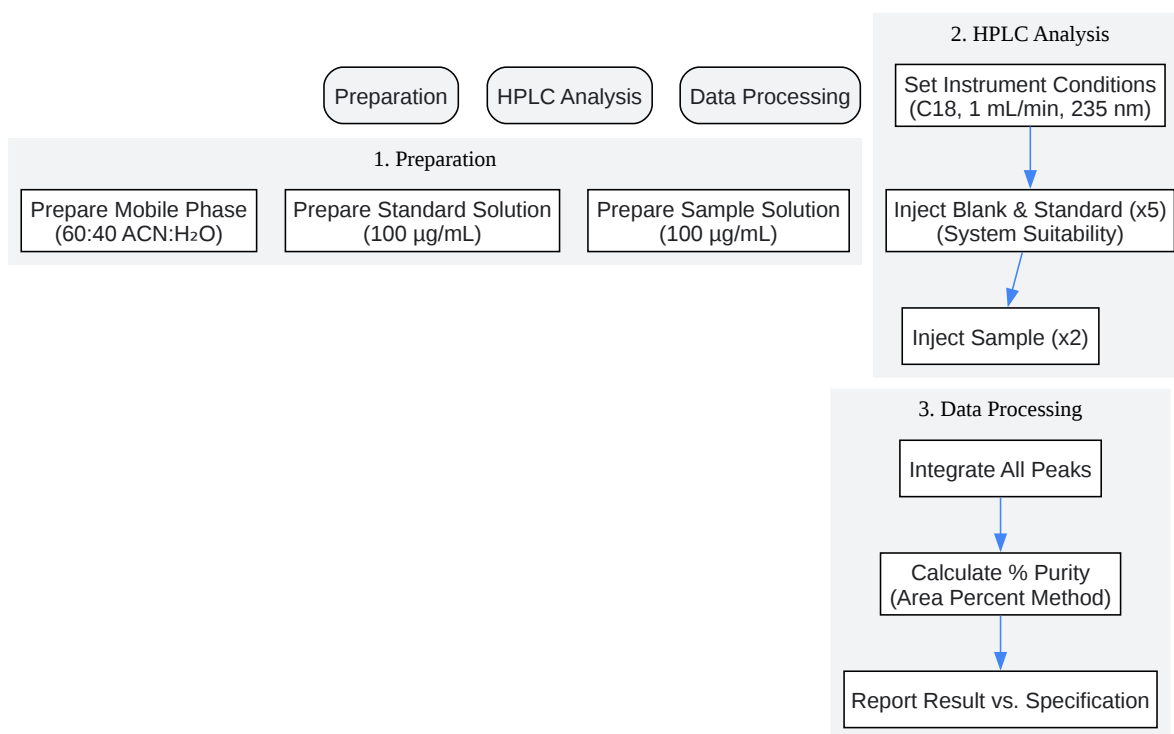 2. HPLC Analysis
Preparation
HPLC Analysis
Data Processing
Set Instrument Conditions
(C18, 1 mL/min, 235 nm)
1. Preparation
Prepare Mobile Phase
(60:40 ACN:H₂O)
Prepare Standard Solution
(100 µg/mL)
Prepare Sample Solution
(100 µg/mL)
Inject Blank & Standard (x5)
(System Suitability)
Inject Sample (x2)
3. Data Processing
Integrate All Peaks
Calculate % Purity
(Area Percent Method)
Report Result vs. Specification